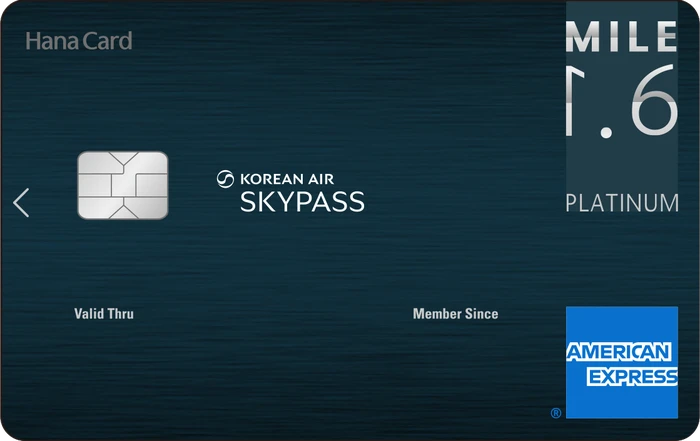 Hana Card
MILE
1.6
PLATINUM
KOREAN AIR
SKYPASS
Valid Thru
Member Since
AMERICAN
EXPRESS
®